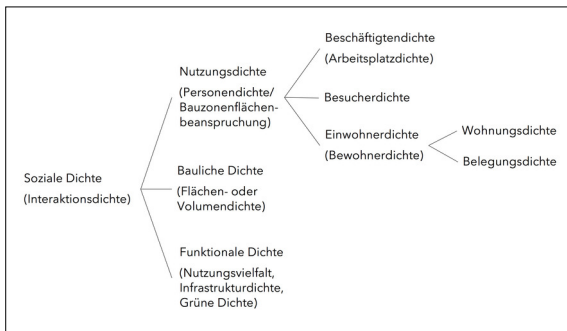 Soziale Dichte
(Interaktionsdichte)
Nutzungsdichte
(Personendichte/
Bauzonenflächen-
beanspruchung)
Bauliche Dichte
(Flächen- oder
Volumendichte)
Funktionale Dichte
(Nutzungsvielfalt,
Infrastrukturdichte,
Grüne Dichte)
Beschäftigtendichte
(Arbeitsplatzdichte)
Besucherdichte
Einwohnerdichte
(Bewohnerdichte)
Wohnungsdichte
Belegungsdichte